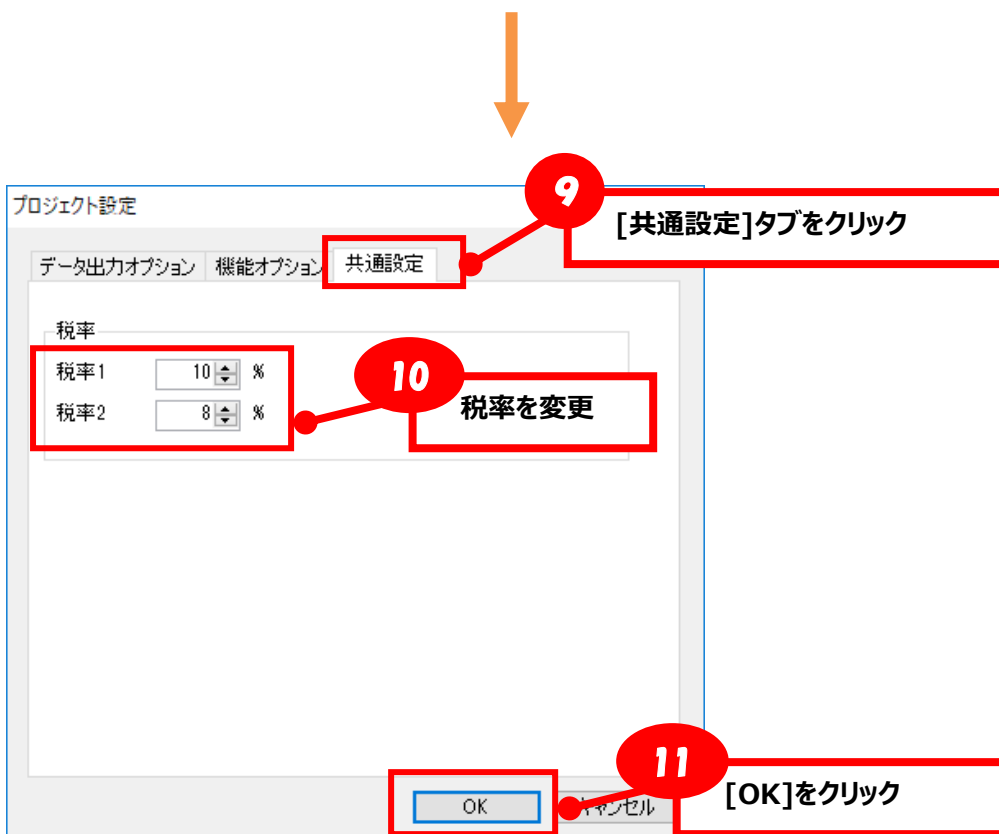 9
[共通設定]タブをクリック
プロジェクト設定
データ出力オプション 機能オプション 共通設定
税率
税率1 10 %
税率2 8 %
10
税率を変更
11
[OK]をクリック
OK キャンセル